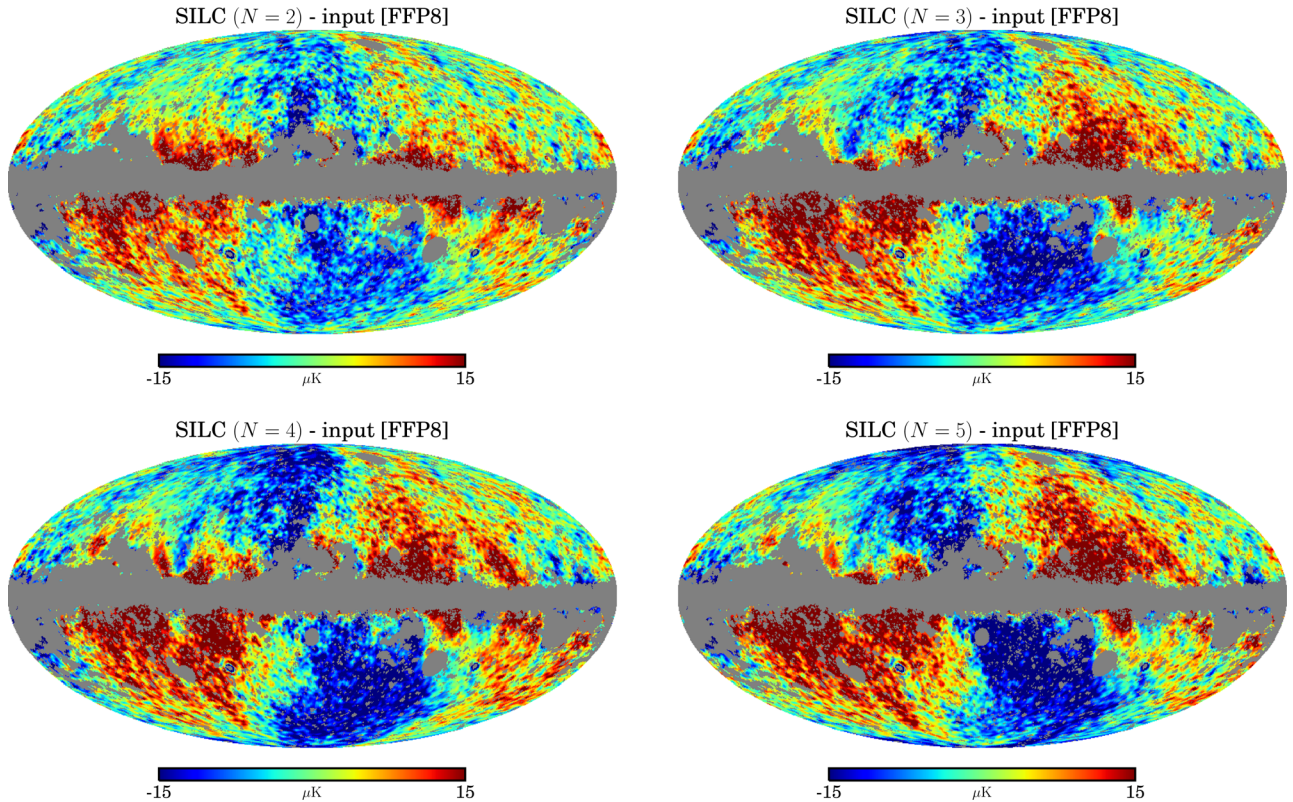 SILC (N = 2) - input [FFP8]
-15 μK 15
SILC (N = 3) - input [FFP8]
-15 μK 15
SILC (N = 4) - input [FFP8]
-15 μK 15
SILC (N = 5) - input [FFP8]
-15 μK 15